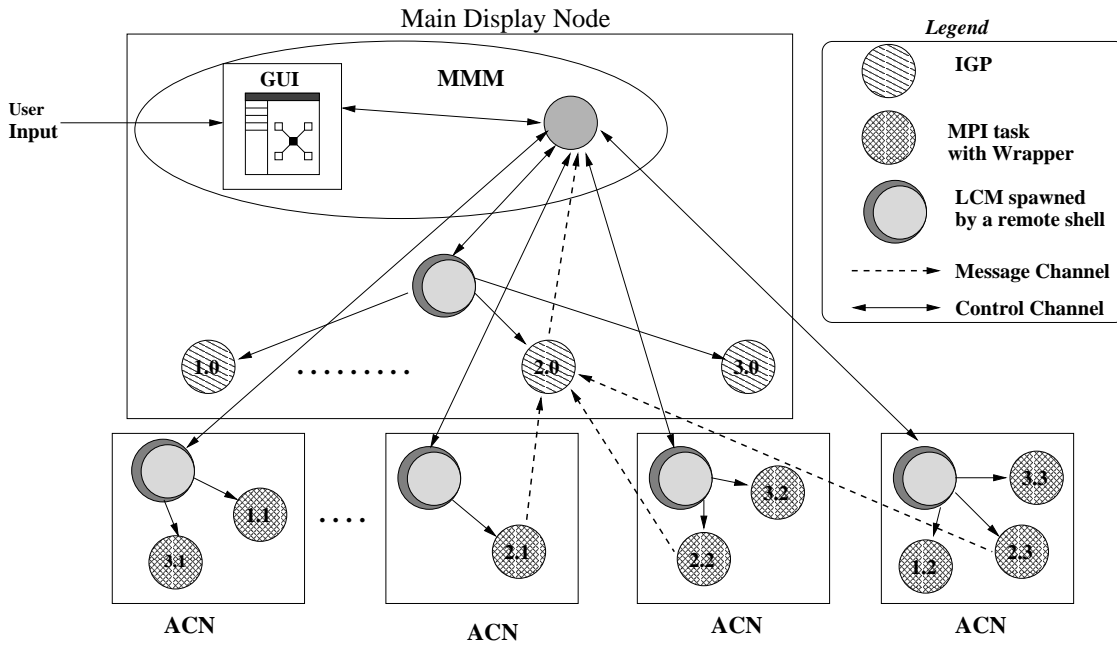 Main Display Node
Legend
GUI
MMM
IGP
User
Input
MPI task
with Wrapper
LCM spawned
by a remote shell
Message Channel
Control Channel
1.0
2.0
3.0
1.1
3.1
2.1
3.2
2.2
3.3
2.3
1.2
ACN
ACN
ACN
ACN